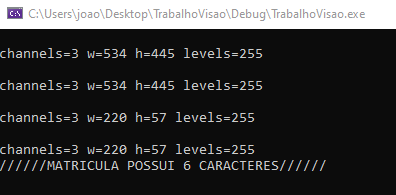 C:\Users\joao\Desktop\TrabalhoVisao\Debug\TrabalhoVisao.exe
channels=3 w=534 h=445 levels=255
channels=3 w=534 h=445 levels=255
channels=3 w=220 h=57 levels=255
channels=3 w=220 h=57 levels=255
//////MATRICULA POSSUI 6 CARACTERES//////